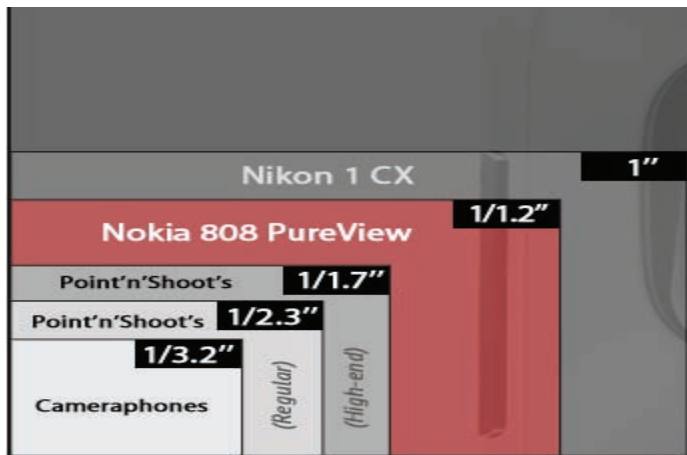 Nikon 1 CX
1″
Nokia 808 PureView
1/1.2″
Point'n'Shoot's
1/1.7″
Point'n'Shoot's
1/2.3″
1/3.2″
Cameraphones
(Regular)
(High-end)